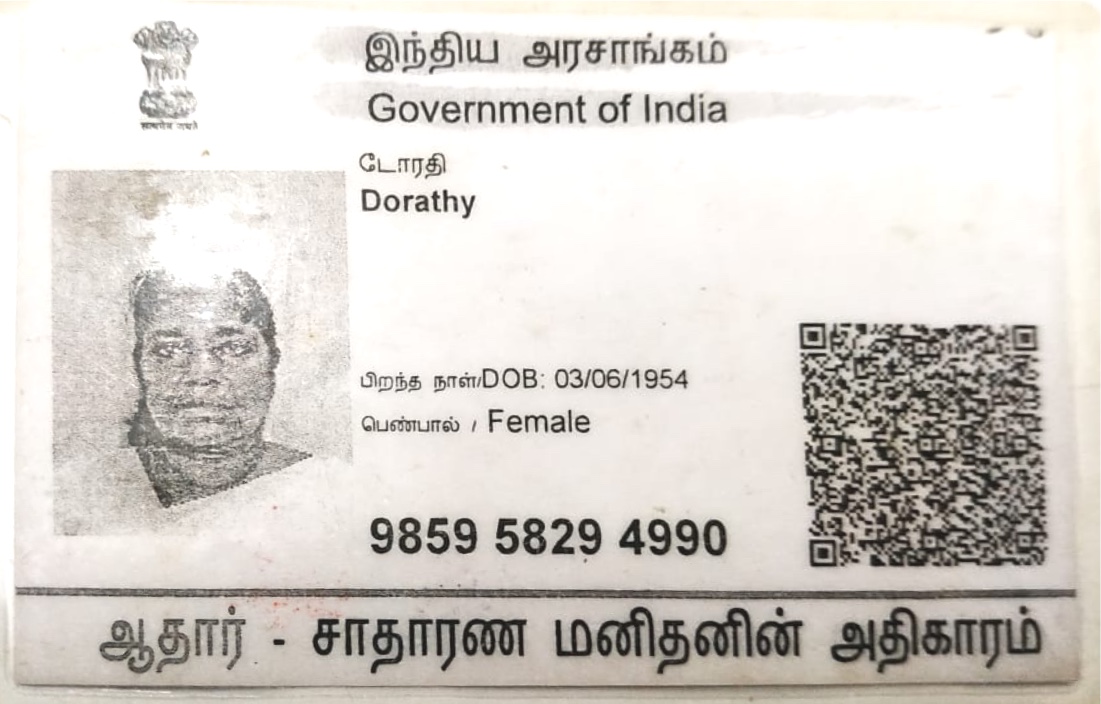 सत्यमेव जयते
இந்திய அரசாங்கம்
Government of India
டோரதி
Dorathy
பிறந்த நாள்/DOB: 03/06/1954
பெண்பால் / Female
9859 5829 4990
ஆதார் - சாதாரண மனிதனின் அதிகாரம்